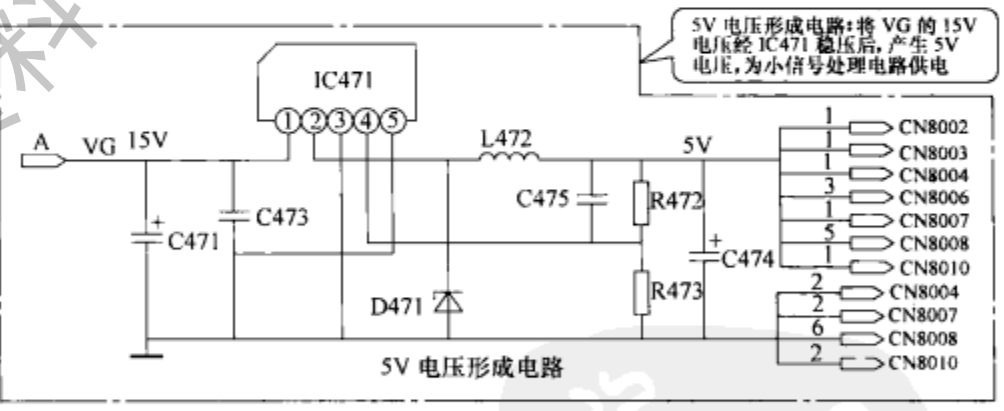 5V 电压形成电路:将 VG 的 15V
电压经 IC471 稳压后,产生 5V
电压,为小信号处理电路供电
IC471
① ② ③ ④ ⑤
A VG 15V
L472
5V
C471
C473
C475
R472
C474
D471
R473
1 CN8002
1 CN8003
1 CN8004
3 CN8006
1 CN8007
5 CN8008
1 CN8010
2 CN8004
2 CN8007
6 CN8008
2 CN8010
5V 电压形成电路
料